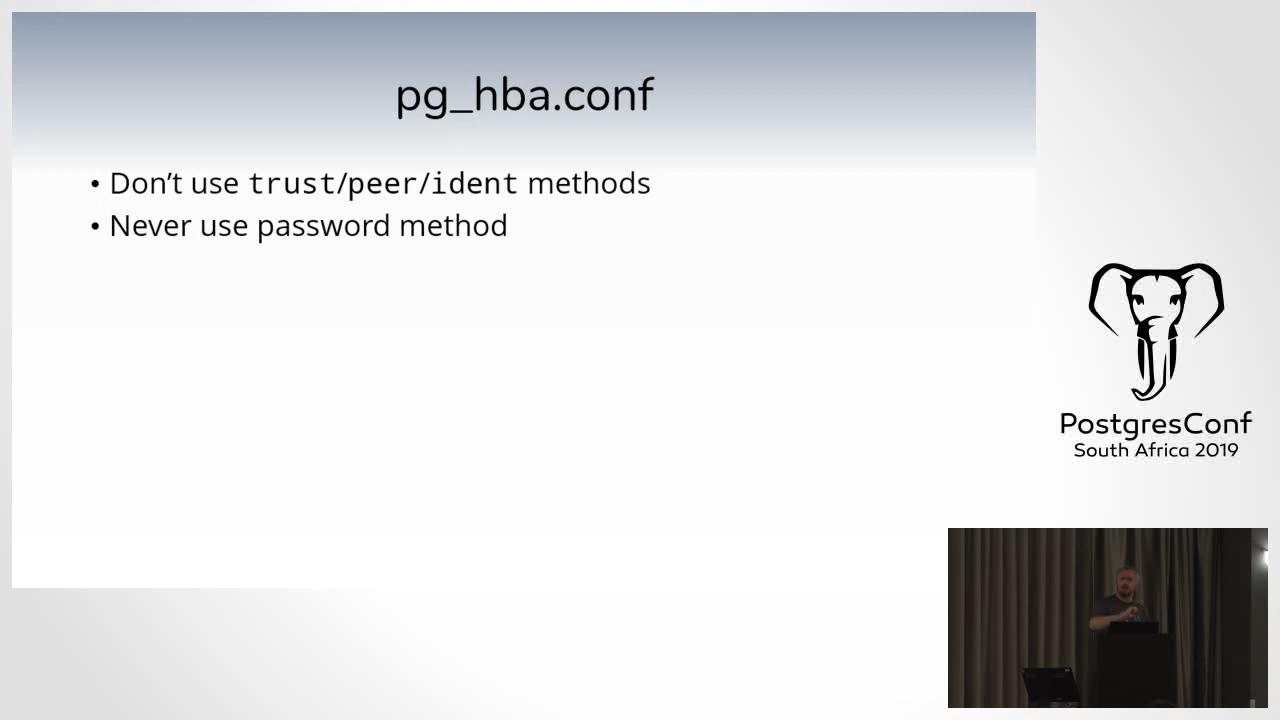 pg_hba.conf
• Don’t use trust/peer/ident methods
• Never use password method
PostgresConf
South Africa 2019